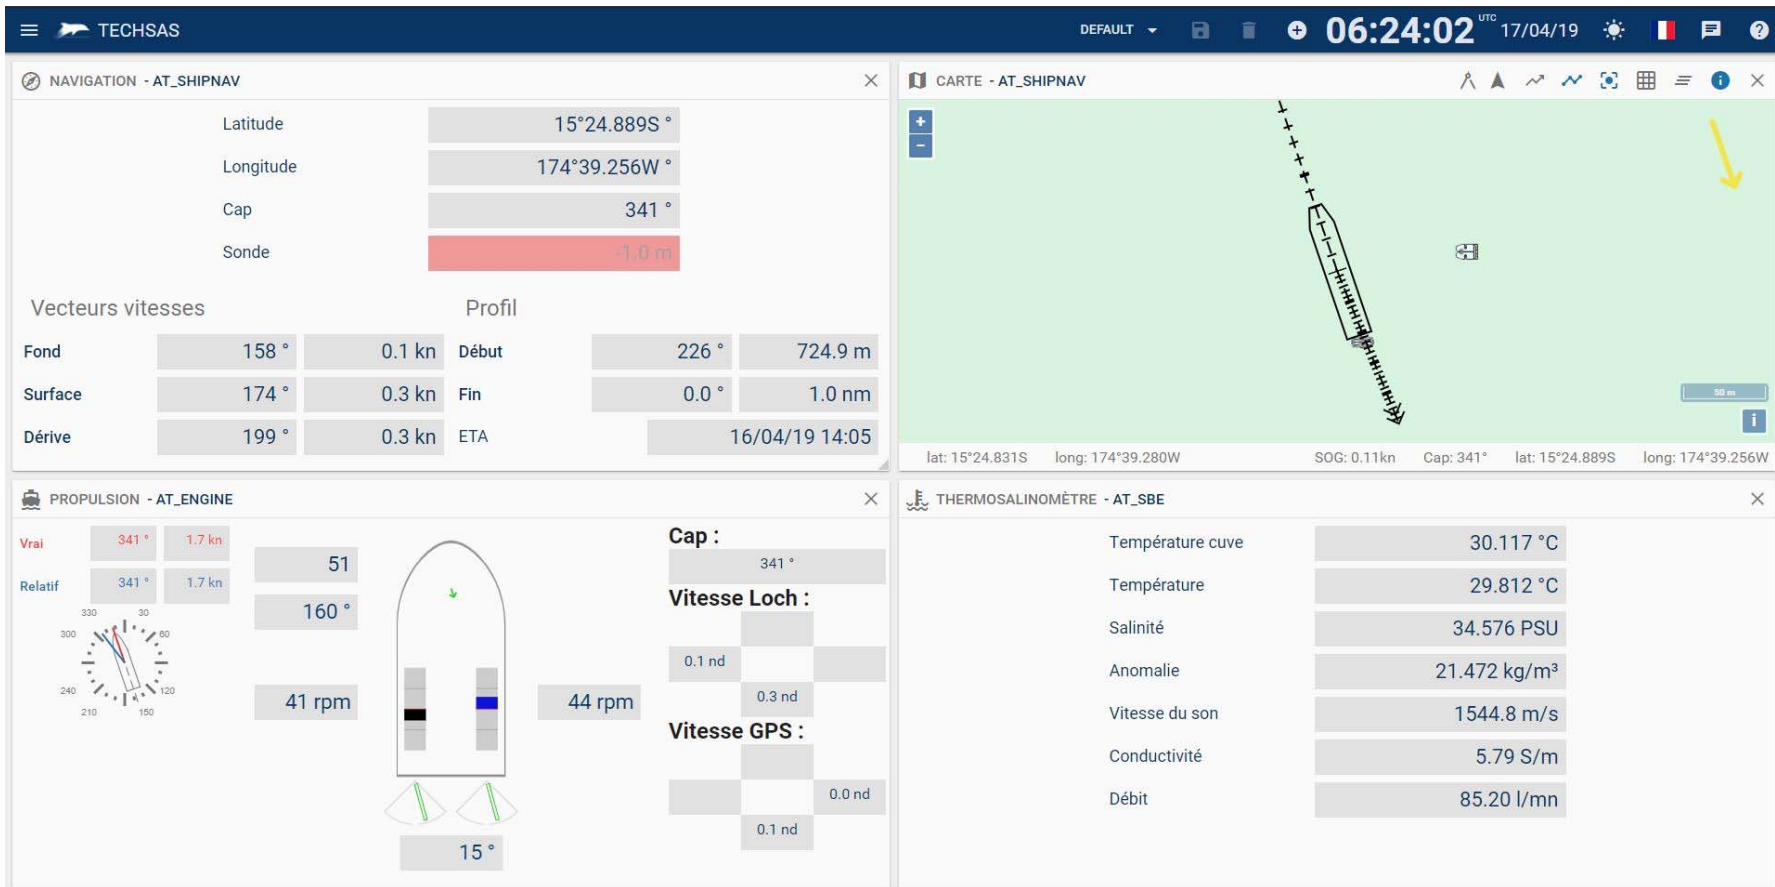 TECHSAS DEFAULT 06:24:02 UTC 17/04/19
NAVIGATION - AT_SHIPNAV
Latitude 15°24.889S °
Longitude 174°39.256W °
Cap 341 °
Sonde -1.0 m
Vecteurs vitesses Profil
Fond 158 ° 0.1 kn Début 226 ° 724.9 m
Surface 174 ° 0.3 kn Fin 0.0 ° 1.0 nm
Dérive 199 ° 0.3 kn ETA 16/04/19 14:05
CARTE - AT_SHIPNAV
+
−
50 m
i
lat: 15°24.831S long: 174°39.280W SOG: 0.11kn Cap: 341° lat: 15°24.889S long: 174°39.256W
PROPULSION - AT_ENGINE
Vrai 341 ° 1.7 kn
Relatif 341 ° 1.7 kn
330 30
300 60
240 120
210 150
51
160 °
41 rpm 44 rpm
15 °
Cap :
341 °
Vitesse Loch :
0.1 nd
0.3 nd
Vitesse GPS :
0.0 nd
0.1 nd
THERMOSALINOMÈTRE - AT_SBE
Température cuve 30.117 °C
Température 29.812 °C
Salinité 34.576 PSU
Anomalie 21.472 kg/m³
Vitesse du son 1544.8 m/s
Conductivité 5.79 S/m
Débit 85.20 l/mn